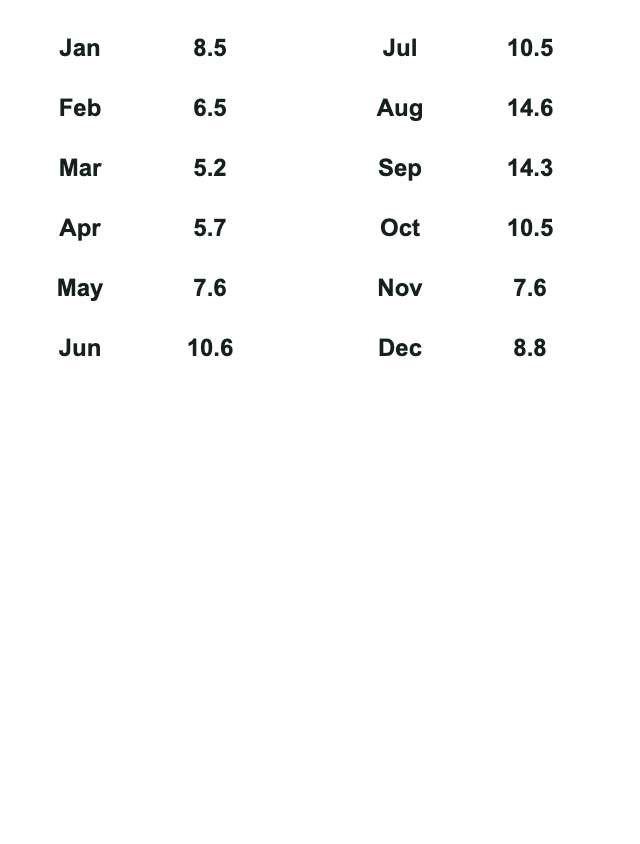 Jan 8.5 Jul 10.5
Feb 6.5 Aug 14.6
Mar 5.2 Sep 14.3
Apr 5.7 Oct 10.5
May 7.6 Nov 7.6
Jun 10.6 Dec 8.8